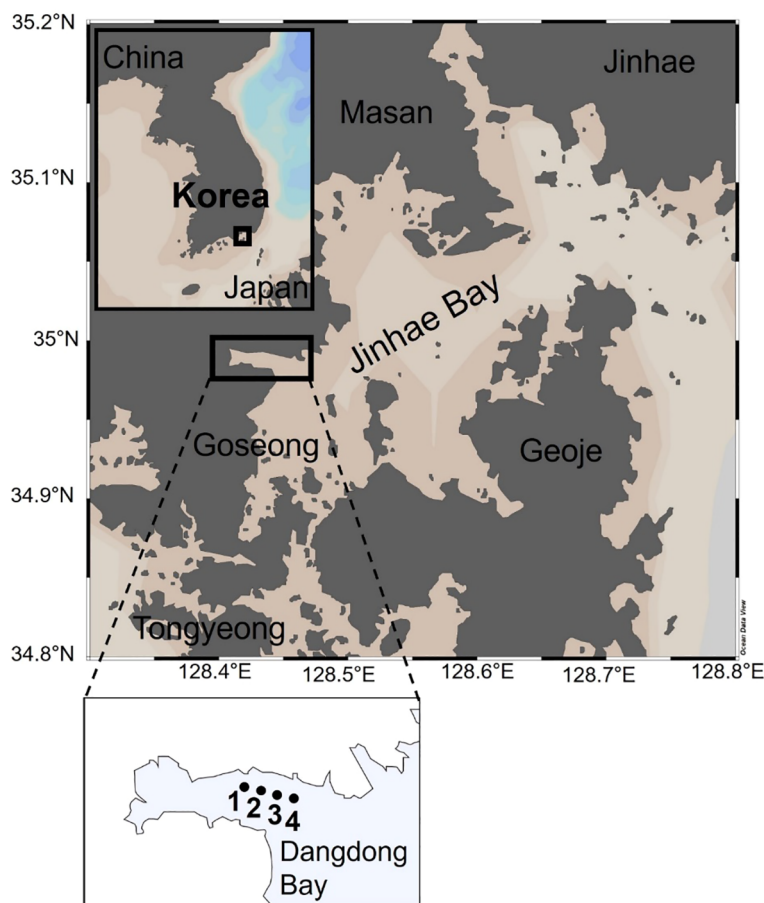 35.2°N
China
Jinhae
Masan
35.1°N
Korea
Japan
Jinhae Bay
35°N
Goseong
Geoje
34.9°N
Tongyeong
34.8°N
Ocean Data View
128.4°E
128.5°E
128.6°E
128.7°E
128.8°E
1 2 3 4
Dangdong
Bay